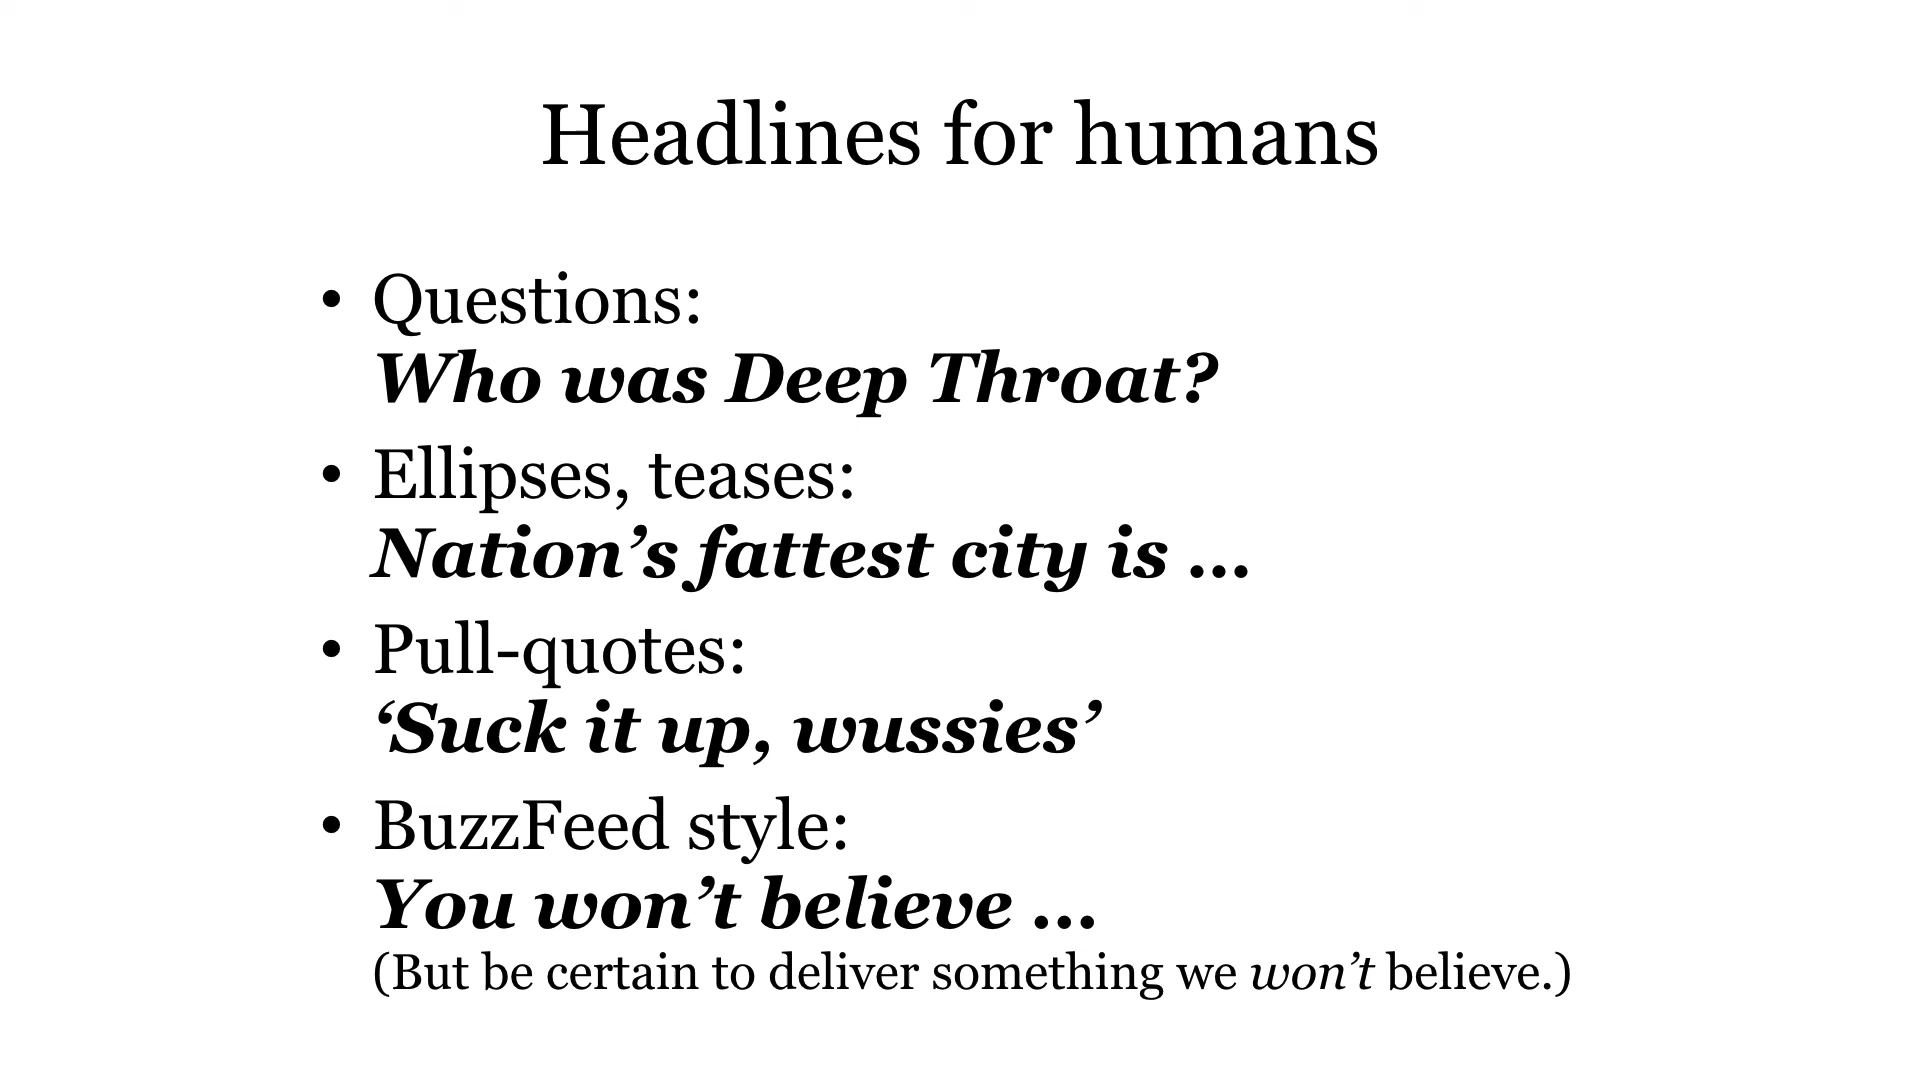 Headlines for humans
• Questions:
Who was Deep Throat?
• Ellipses, teases:
Nation’s fattest city is …
• Pull-quotes:
‘Suck it up, wussies’
• BuzzFeed style:
You won’t believe …
(But be certain to deliver something we won’t believe.)